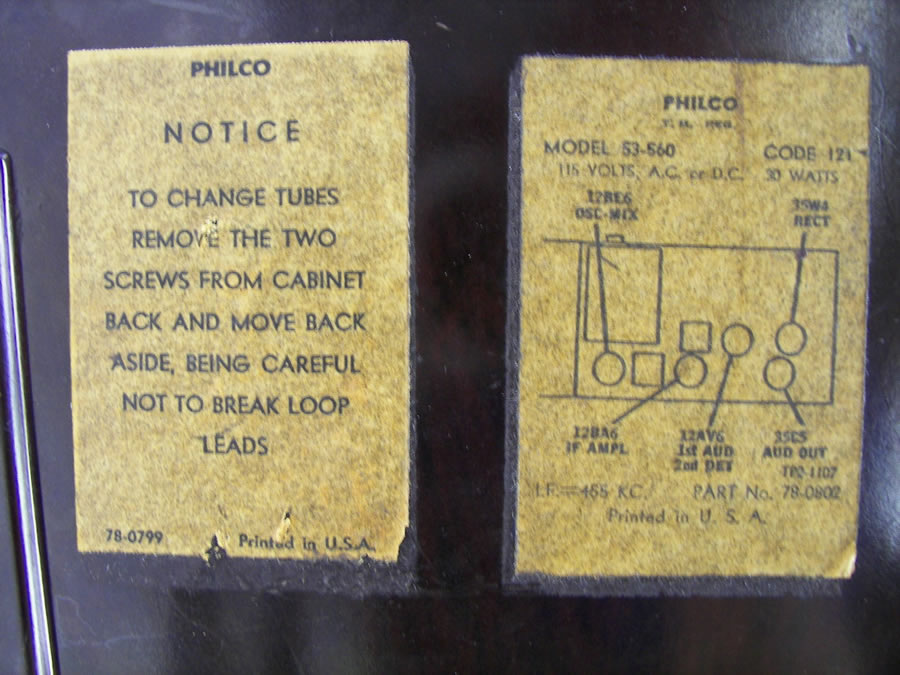 PHILCO
NOTICE
TO CHANGE TUBES
REMOVE THE TWO
SCREWS FROM CABINET
BACK AND MOVE BACK
ASIDE, BEING CAREFUL
NOT TO BREAK LOOP
LEADS
78-0799 Printed in U.S.A.
PHILCO
T. M. REG.
MODEL 53-560 CODE 121
115 VOLTS, A.C. or D.C. 30 WATTS
12BE6
OSC-MIX
35W4
RECT
12BA6
IF AMPL
12AV6
1st AUD
2nd DET
35C5
AUD OUT
TP2-1107
I.F.=455 KC. PART No. 78-0802
Printed in U. S. A.